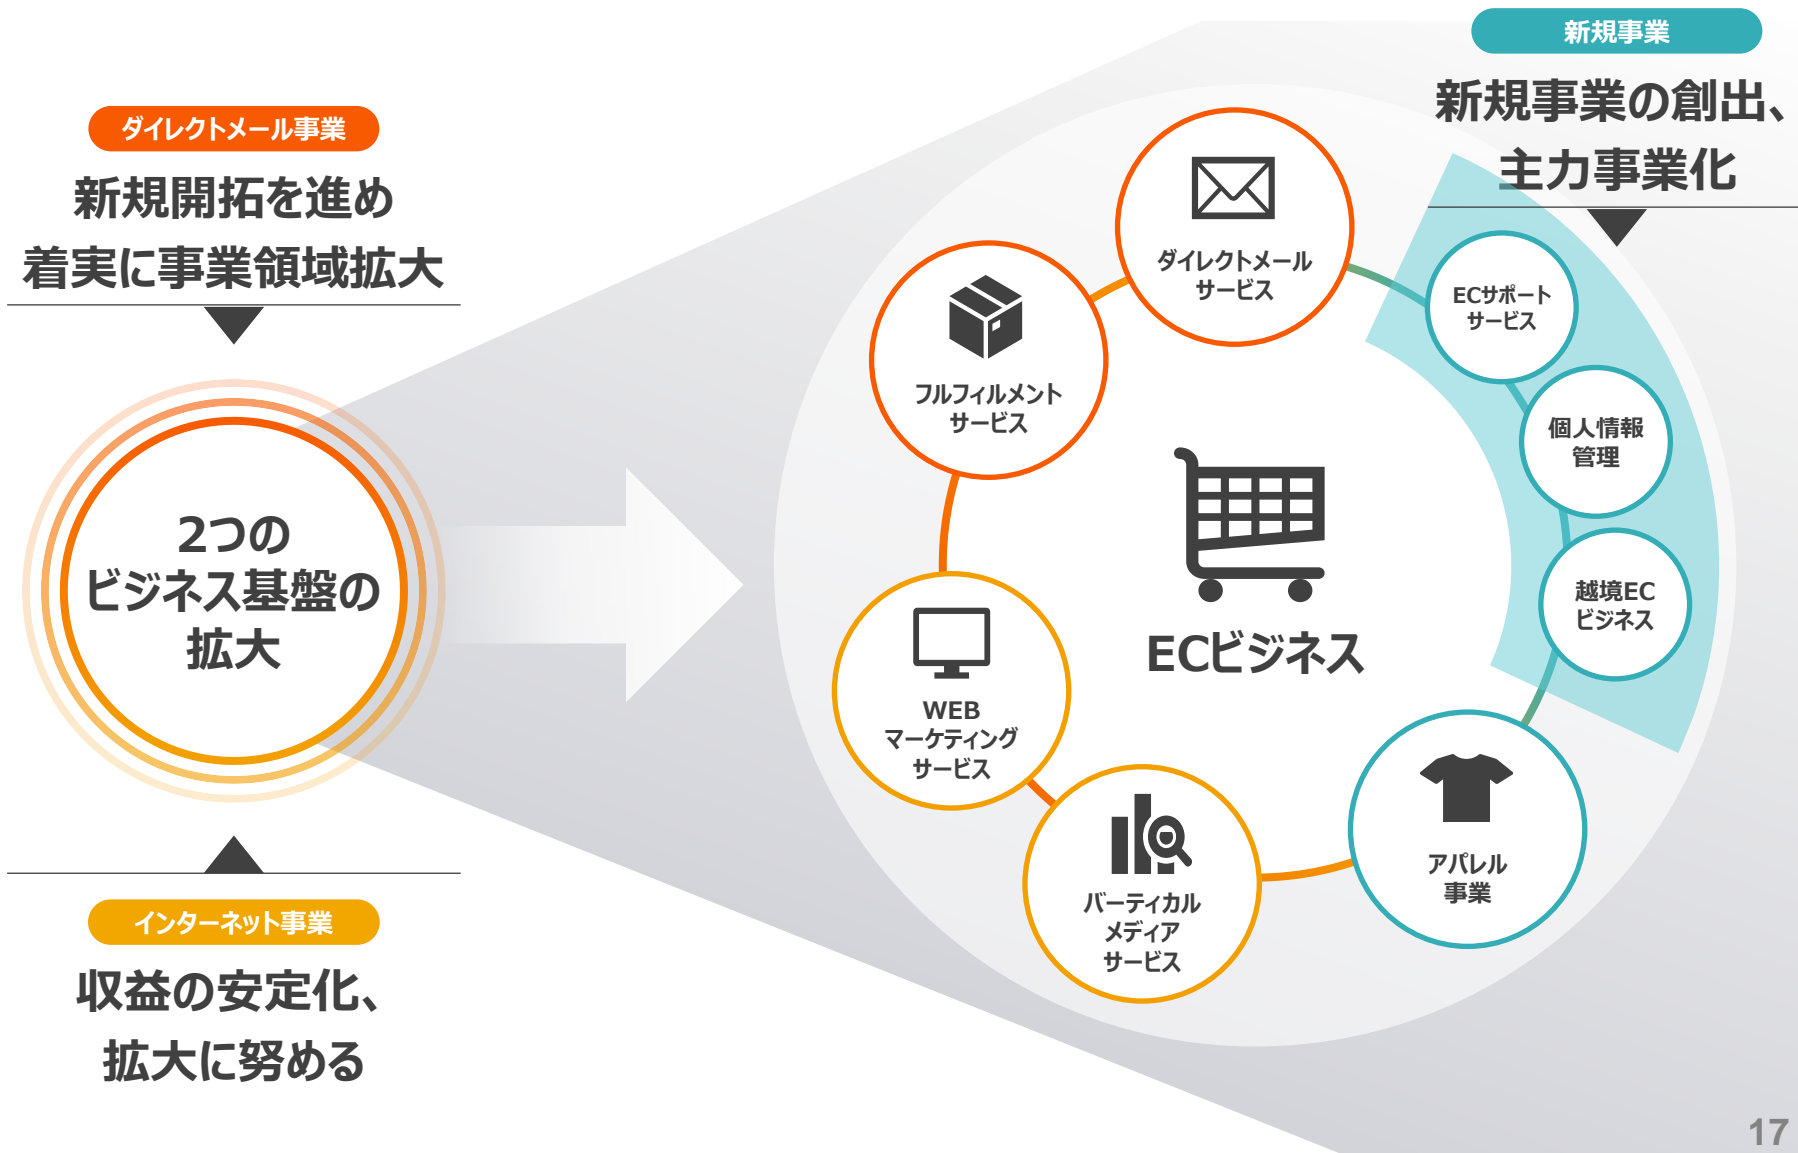 ダイレクトメール事業
新規開拓を進め
着実に事業領域拡大
2つの
ビジネス基盤の
拡大
インターネット事業
収益の安定化、
拡大に努める
新規事業
新規事業の創出、
主力事業化
ダイレクトメール
サービス
フルフィルメント
サービス
WEB
マーケティング
サービス
バーティカル
メディア
サービス
アパレル
事業
ECサポート
サービス
個人情報
管理
越境EC
ビジネス
ECビジネス
17